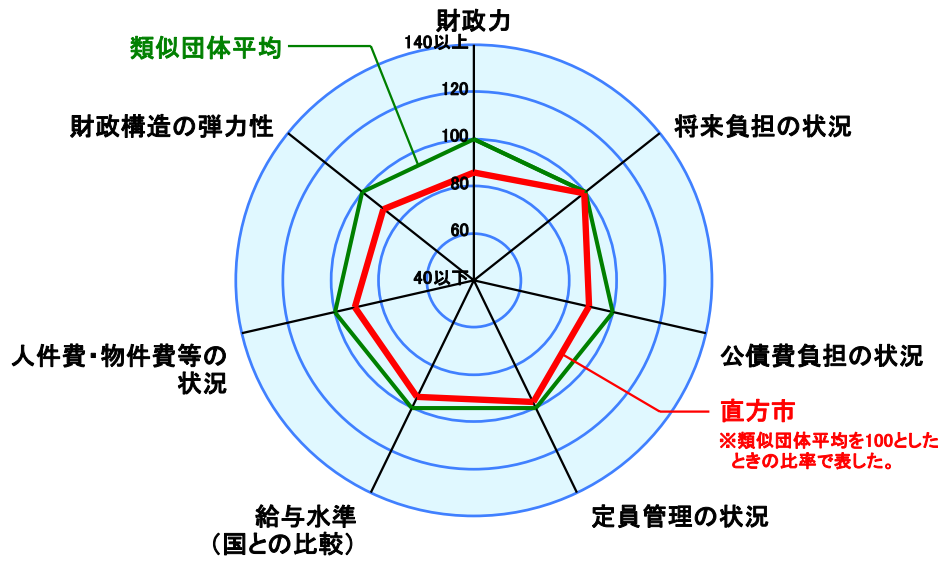 財政力
類似団体平均
140以上
120
将来負担の状況
財政構造の弾力性
100
80
60
40以下
人件費・物件費等の
状況
公債費負担の状況
直方市
※類似団体平均を100とした
ときの比率で表した。
給与水準
（国との比較）
定員管理の状況